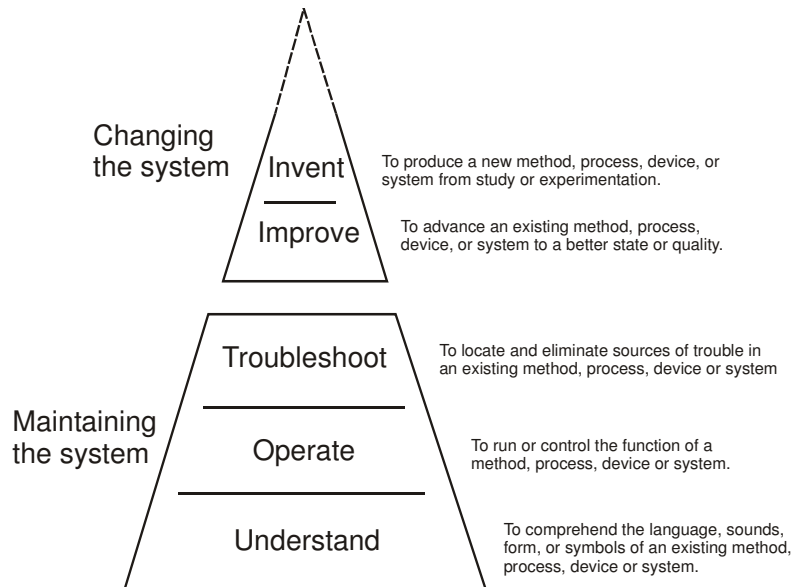 Changing
the system
Invent
To produce a new method, process, device, or
system from study or experimentation.
Improve
To advance an existing method, process,
device, or system to a better state or quality.
Maintaining
the system
Troubleshoot
To locate and eliminate sources of trouble in
an existing method, process, device or system
Operate
To run or control the function of a
method, process, device or system.
Understand
To comprehend the language, sounds,
form, or symbols of an existing method,
process, device or system.